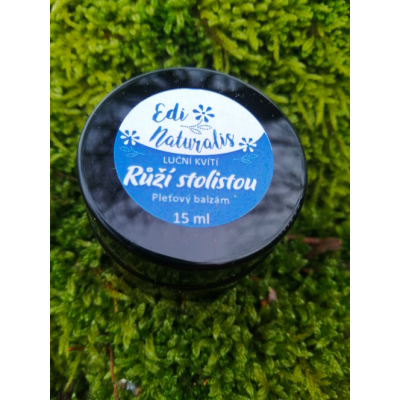 Edi
Naturalis
LUČNÍ KVÍTÍ
Růží stolistou
Pleťový balzám
15 ml